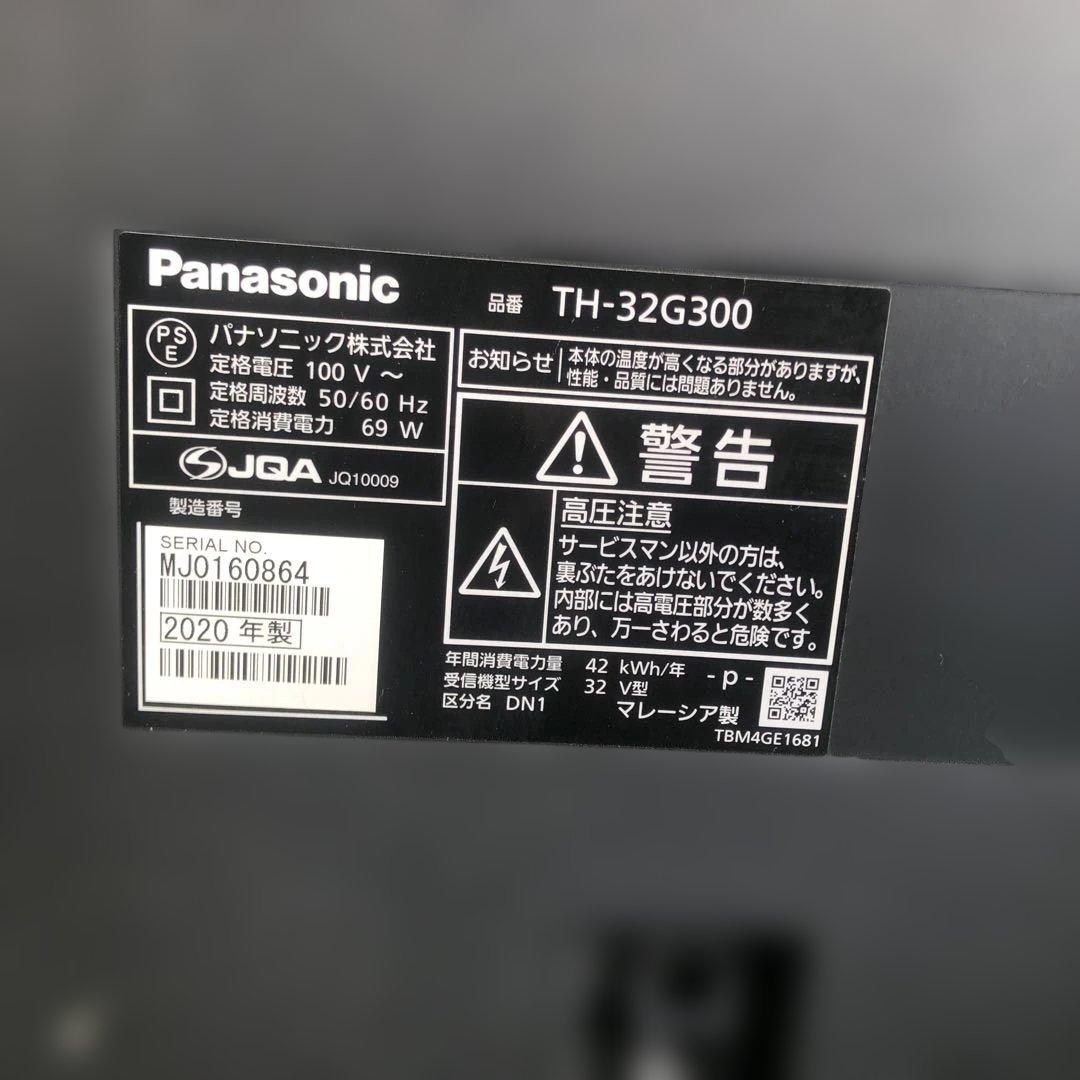 Panasonic
品番 TH-32G300
PS
E
パナソニック株式会社
定格電圧 100 V ～
定格周波数 50/60 Hz
定格消費電力 69 W
JQA JQ10009
製造番号
SERIAL NO.
MJ0160864
2020 年製
お知らせ
本体の温度が高くなる部分がありますが、
性能・品質には問題ありません。
警告
高圧注意
サービスマン以外の方は、
裏ぶたをあけないでください。
内部には高電圧部分が数多く
あり、万一さわると危険です。
年間消費電力量 42 kWh/年 - p -
受信機型サイズ 32 V型
区分名 DN1 マレーシア製
TBM4GE1681